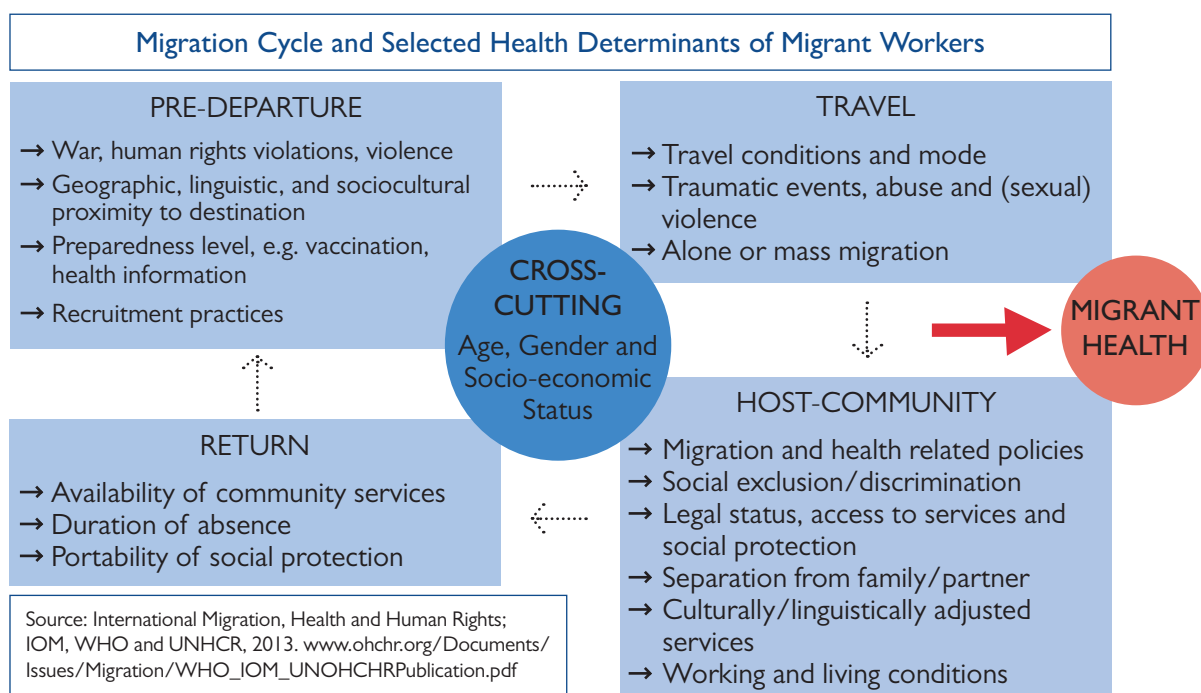 Migration Cycle and Selected Health Determinants of Migrant Workers
PRE-DEPARTURE
→ War, human rights violations, violence
→ Geographic, linguistic, and sociocultural
proximity to destination
→ Preparedness level, e.g. vaccination,
health information
→ Recruitment practices
TRAVEL
→ Travel conditions and mode
→ Traumatic events, abuse and (sexual)
violence
→ Alone or mass migration
CROSS-
CUTTING
Age, Gender and
Socio-economic
Status
MIGRANT
HEALTH
HOST-COMMUNITY
→ Migration and health related policies
→ Social exclusion/discrimination
→ Legal status, access to services and
social protection
→ Separation from family/partner
→ Culturally/linguistically adjusted
services
→ Working and living conditions
RETURN
→ Availability of community services
→ Duration of absence
→ Portability of social protection
Source: International Migration, Health and Human Rights;
IOM, WHO and UNHCR, 2013. www.ohchr.org/Documents/
Issues/Migration/WHO_IOM_UNOHCHRPublication.pdf